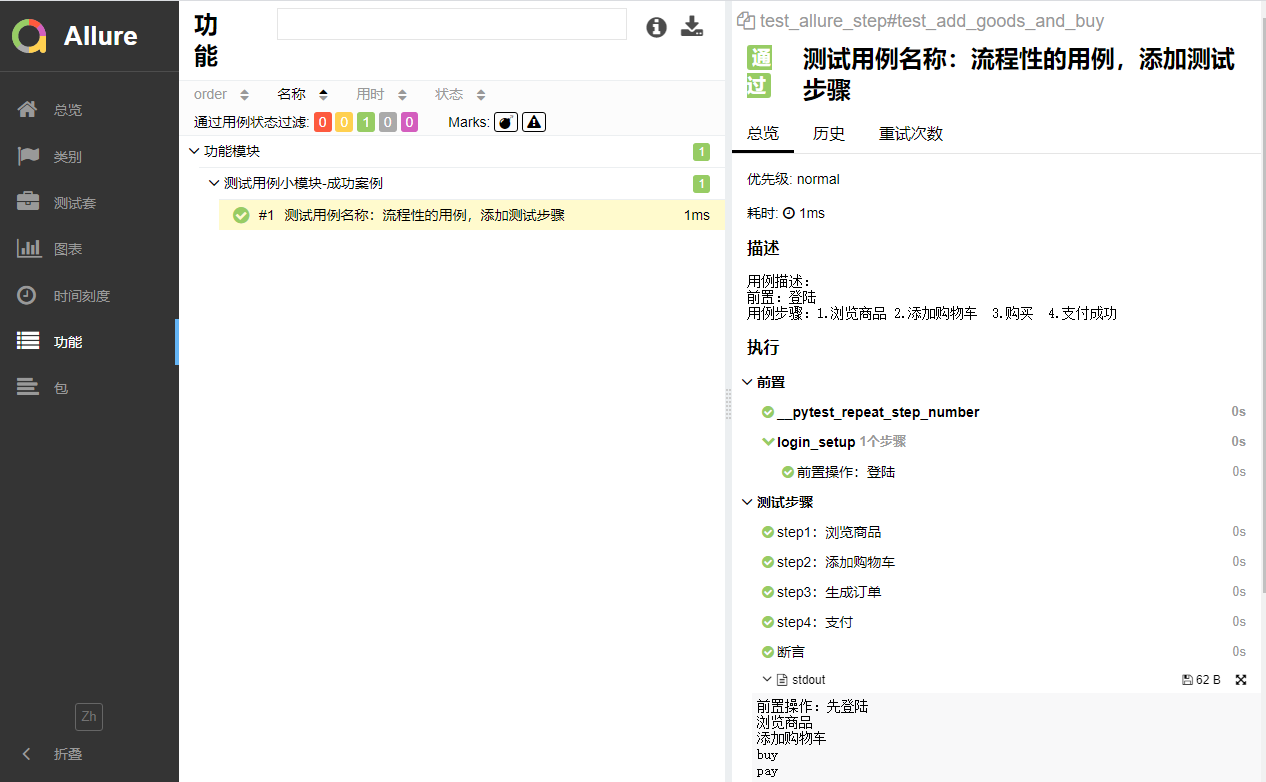 Allure
总览
类别
测试套
图表
时间刻度
功能
包
Zh
折叠
功
能
order 名称 用时 状态
通过用例状态过滤: 0 0 1 0 0 Marks:
功能模块 1
测试用例小模块-成功案例 1
#1 测试用例名称：流程性的用例，添加测试步骤 1ms
test_allure_step#test_add_goods_and_buy
通
过
测试用例名称：流程性的用例，添加测试
步骤
总览 历史 重试次数
优先级: normal
耗时: 1ms
描述
用例描述：
前置：登陆
用例步骤：1.浏览商品 2.添加购物车 3.购买 4.支付成功
执行
前置
__pytest_repeat_step_number 0s
login_setup 1个步骤 0s
前置操作：登陆 0s
测试步骤
step1：浏览商品 0s
step2：添加购物车 0s
step3：生成订单 0s
step4：支付 0s
断言 0s
stdout 62 B
前置操作：先登陆
浏览商品
添加购物车
buy
pay